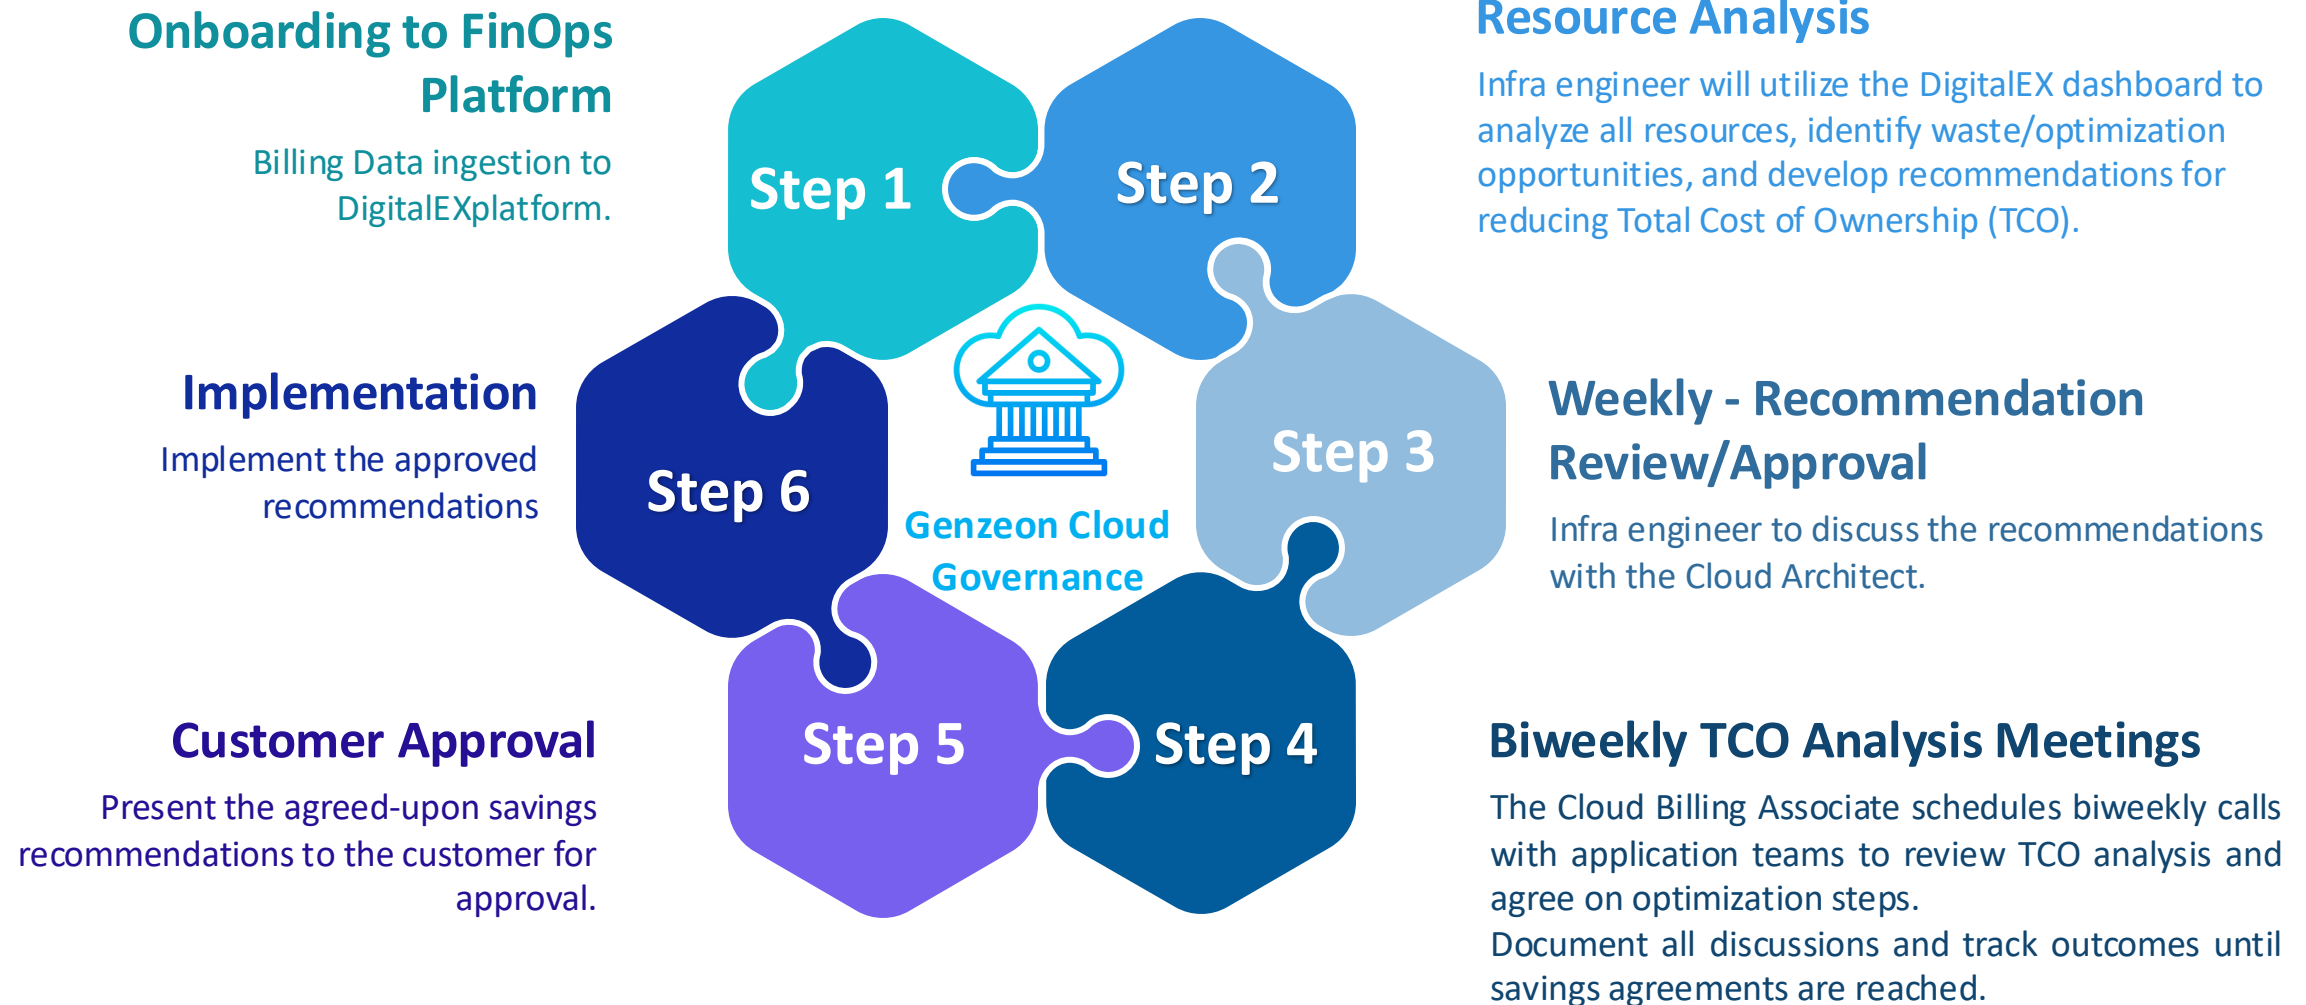 Onboarding to FinOps
Platform
Billing Data ingestion to
DigitalEXplatform.
Step 1
Step 2
Resource Analysis
Infra engineer will utilize the DigitalEX dashboard to
analyze all resources, identify waste/optimization
opportunities, and develop recommendations for
reducing Total Cost of Ownership (TCO).
Step 3
Weekly - Recommendation
Review/Approval
Infra engineer to discuss the recommendations
with the Cloud Architect.
Step 4
Biweekly TCO Analysis Meetings
The Cloud Billing Associate schedules biweekly calls
with application teams to review TCO analysis and
agree on optimization steps.
Document all discussions and track outcomes until
savings agreements are reached.
Step 5
Customer Approval
Present the agreed-upon savings
recommendations to the customer for
approval.
Step 6
Implementation
Implement the approved
recommendations
Genzeon Cloud
Governance